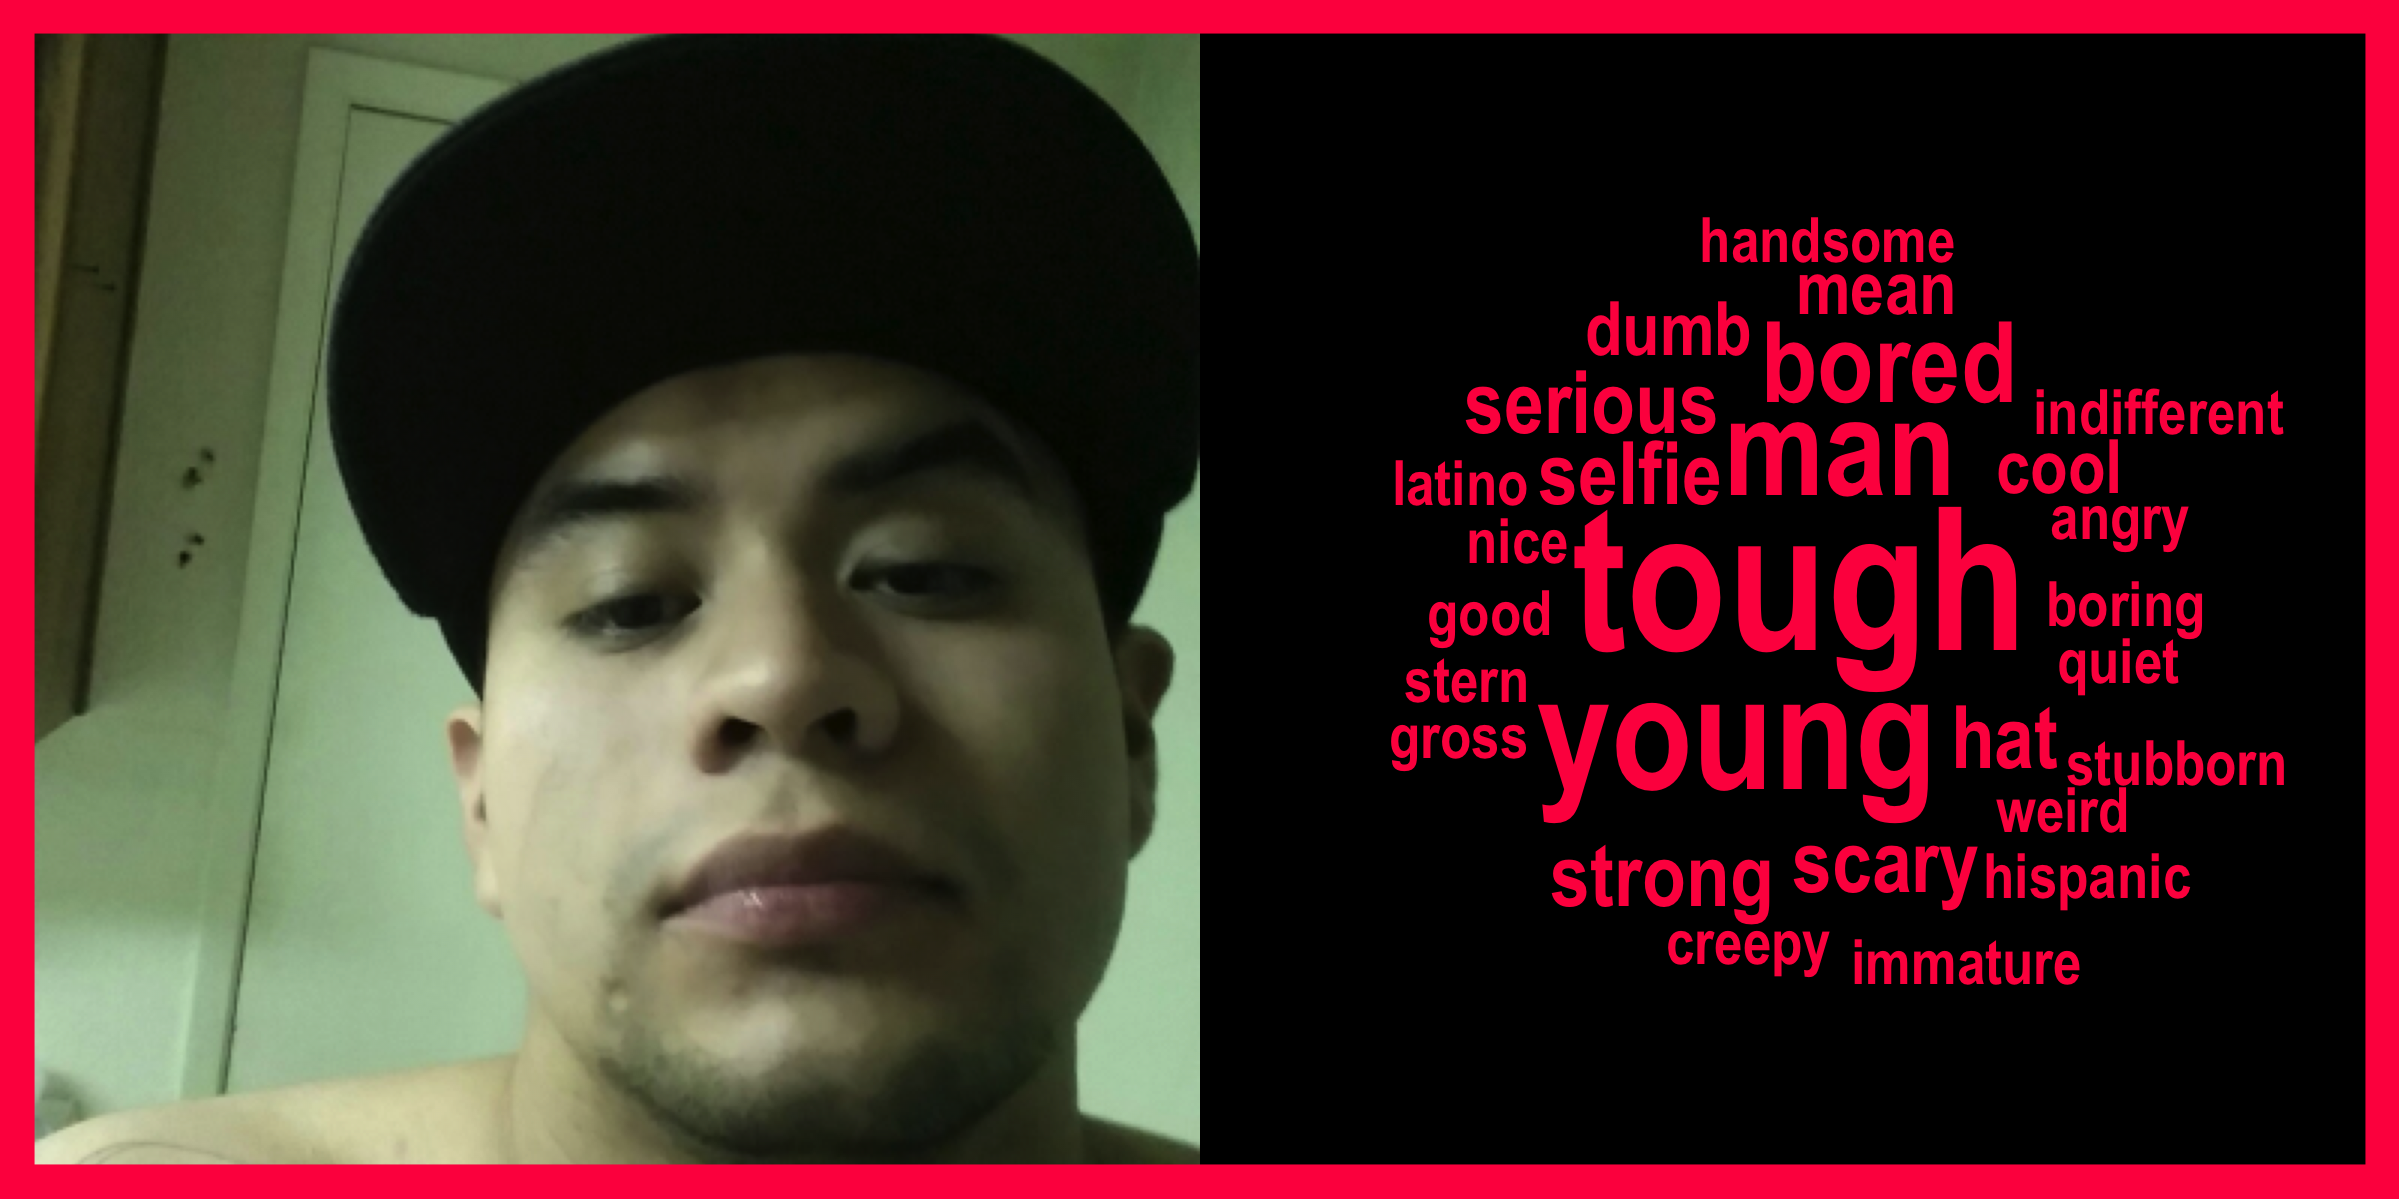 handsome
mean
dumb bored
serious indifferent
latino selfie man cool
nice angry
tough
good boring
stern quiet
gross young hat stubborn
weird
strong scary hispanic
creepy immature